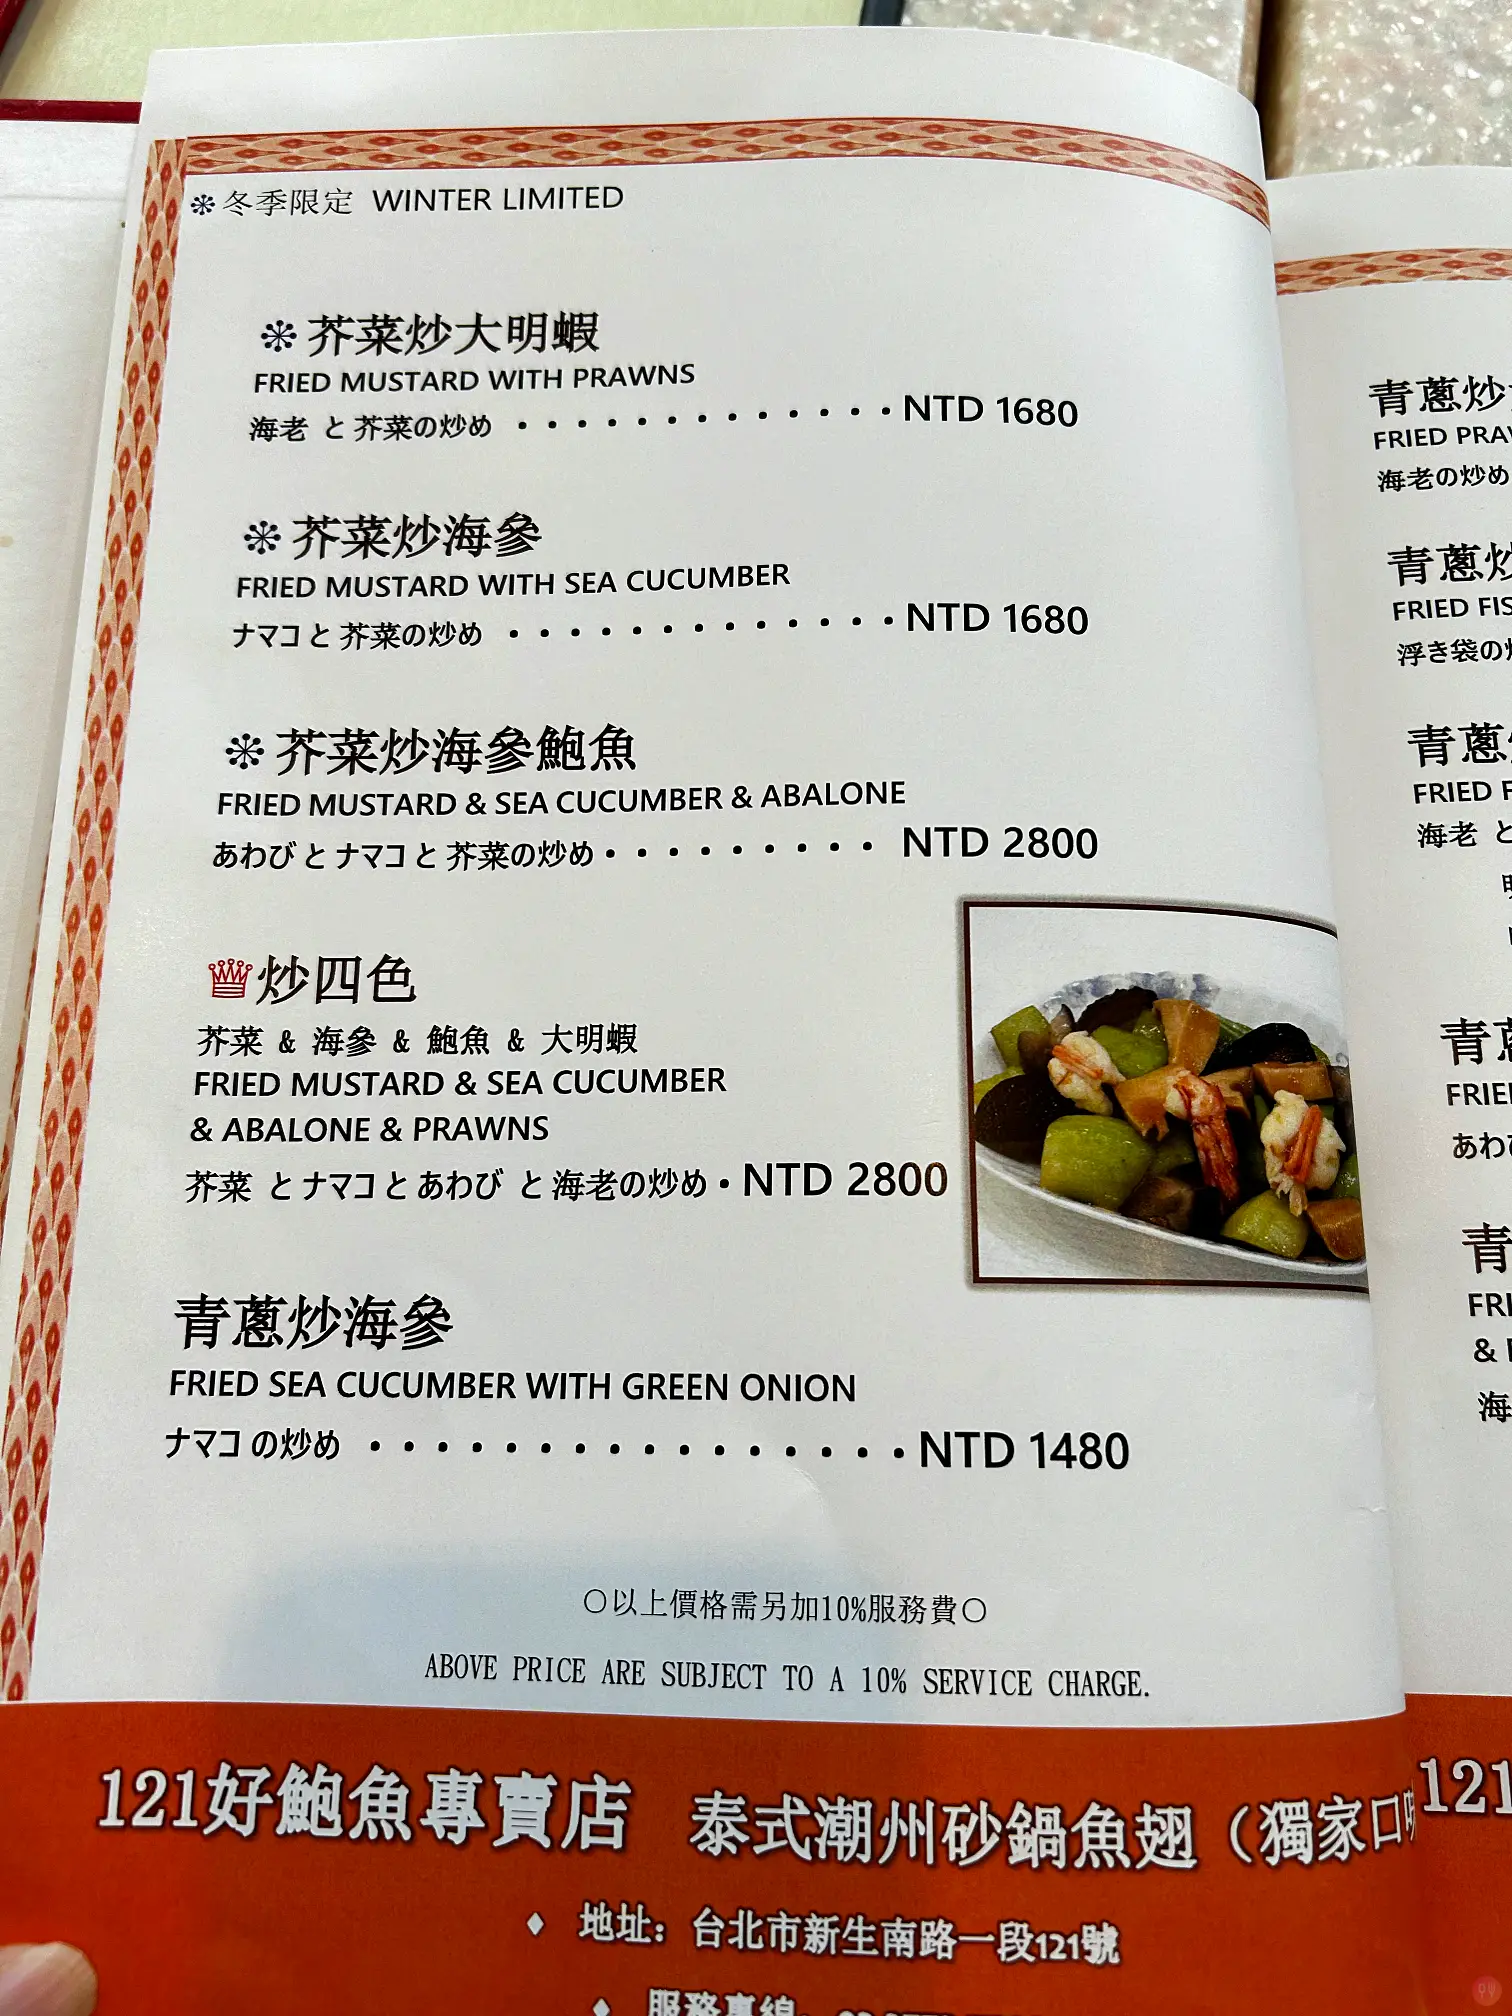 冬季限定 WINTER LIMITED
芥菜炒大明蝦
FRIED MUSTARD WITH PRAWNS
海老 と 芥菜の炒め ・・・・・・・・・・・・・ NTD 1680
芥菜炒海參
FRIED MUSTARD WITH SEA CUCUMBER
ナマコ と 芥菜の炒め ・・・・・・・・・・・・・ NTD 1680
芥菜炒海參鮑魚
FRIED MUSTARD & SEA CUCUMBER & ABALONE
あわび と ナマコ と 芥菜の炒め ・・・・・・・・・ NTD 2800
炒四色
芥菜 & 海參 & 鮑魚 & 大明蝦
FRIED MUSTARD & SEA CUCUMBER
& ABALONE & PRAWNS
芥菜 とナマコ と あわび と 海老の炒め・NTD 2800
青蔥炒海參
FRIED SEA CUCUMBER WITH GREEN ONION
ナマコ の炒め ・・・・・・・・・・・・・・・・ NTD 1480
○以上價格需另加10%服務費○
ABOVE PRICE ARE SUBJECT TO A 10% SERVICE CHARGE.
121好鮑魚專賣店 泰式潮州砂鍋魚翅（獨家口
♦ 地址：台北市新生南路一段121號
♦ 服務專線：
青蔥炒
FRIED
海老の炒め
青蔥炒
FRIED
浮き袋の
青蔥
FRIED
海老 と
青
あわ
青
&
海
121